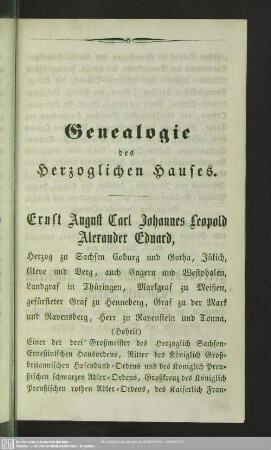 Genealogie
des
Herzoglichen Hauses.
Ernst August Carl Johannes Leopold
Alexander Eduard,
Herzog zu Sachsen Coburg und Gotha, Jülich,
Cleve und Berg, auch Engern und Westphalen,
Landgraf in Thüringen, Markgraf zu Meißen,
gefürsteter Graf zu Henneberg, Graf zu der Mark
und Ravensberg, Herr zu Ravenstein und Tonna,
(Hoheit)
Einer der drei Großmeister des Herzoglich Sachsen-
Ernestinischen Hausordens, Ritter des Königlich Groß-
britannischen Hosenband-Ordens und des Königlich Preu-
ßischen schwarzen Adler-Ordens, Großkreuz des Königlich
Preußischen rothen Adler-Ordens, des Kaiserlich Fran-